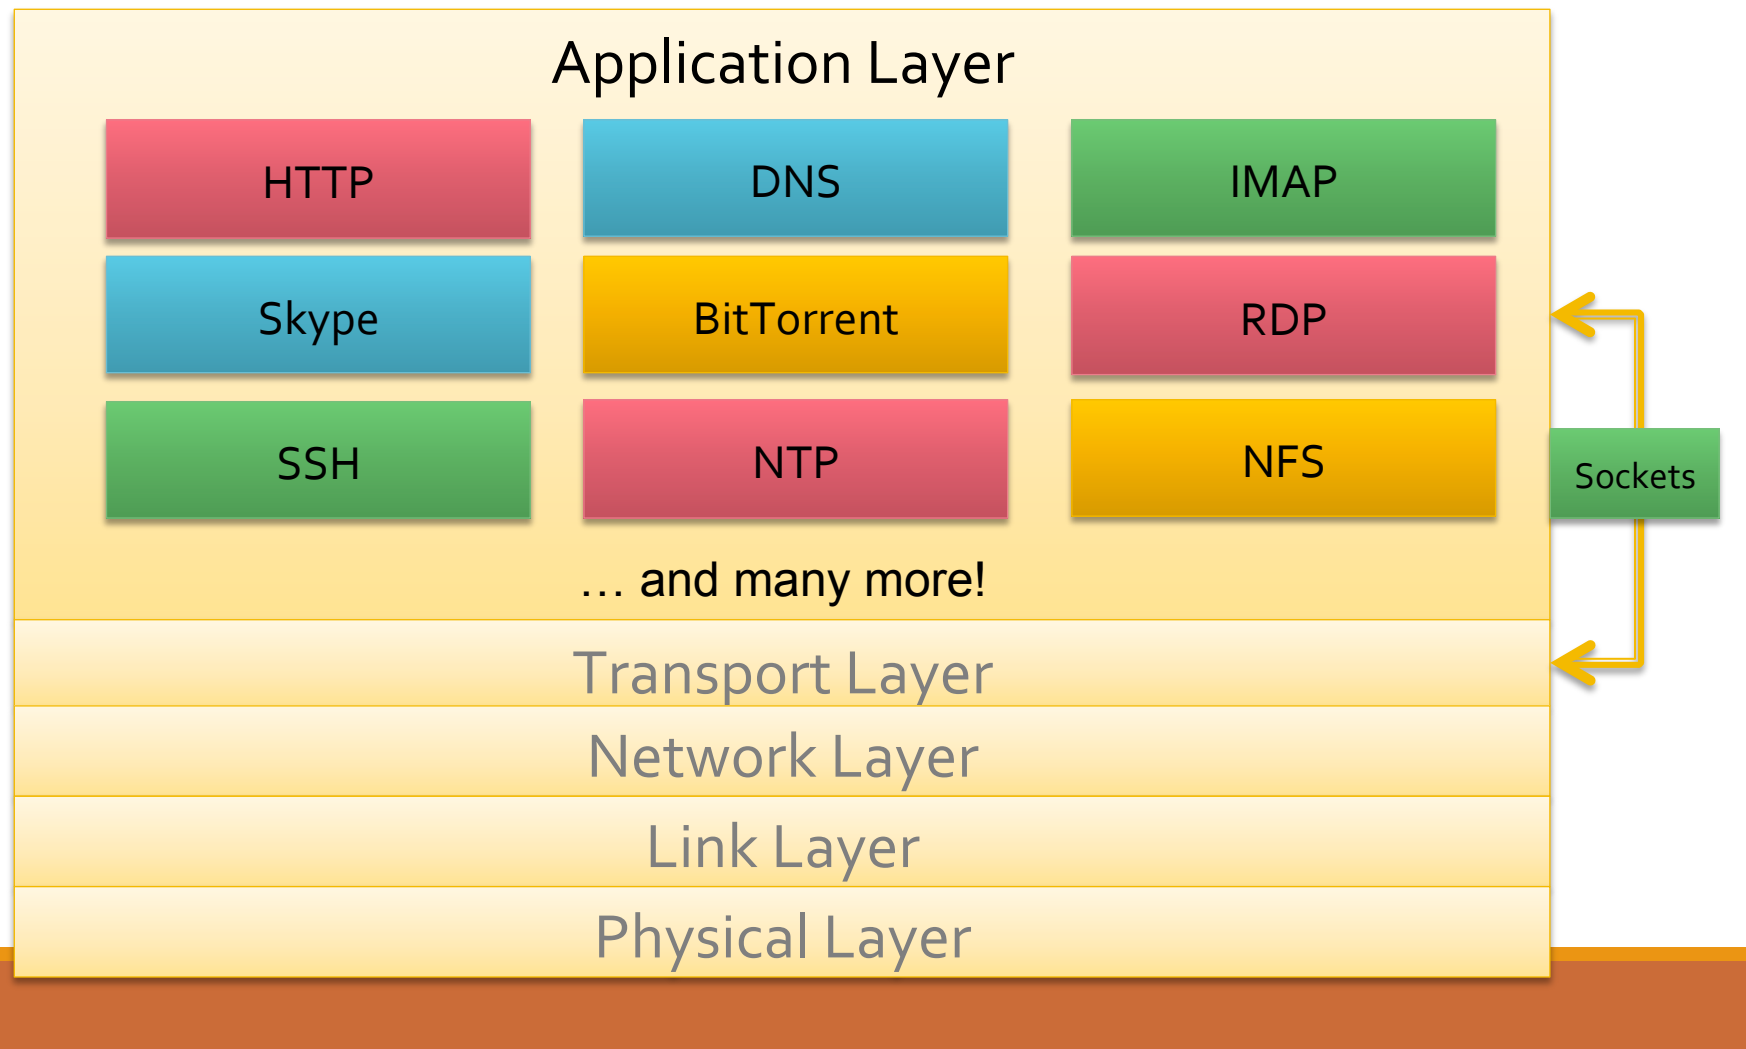 Application Layer
HTTP
DNS
IMAP
Skype
BitTorrent
RDP
SSH
NTP
NFS
Sockets
… and many more!
Transport Layer
Network Layer
Link Layer
Physical Layer